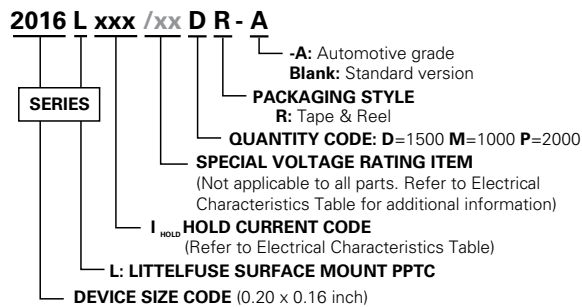 2016 L xxx /xx D R - A
-A: Automotive grade
Blank: Standard version
SERIES
PACKAGING STYLE
R: Tape & Reel
QUANTITY CODE: D=1500 M=1000 P=2000
SPECIAL VOLTAGE RATING ITEM
(Not applicable to all parts. Refer to Electrical
Characteristics Table for additional information)
I HOLD HOLD CURRENT CODE
(Refer to Electrical Characteristics Table)
L: LITTELFUSE SURFACE MOUNT PPTC
DEVICE SIZE CODE (0.20 x 0.16 inch)